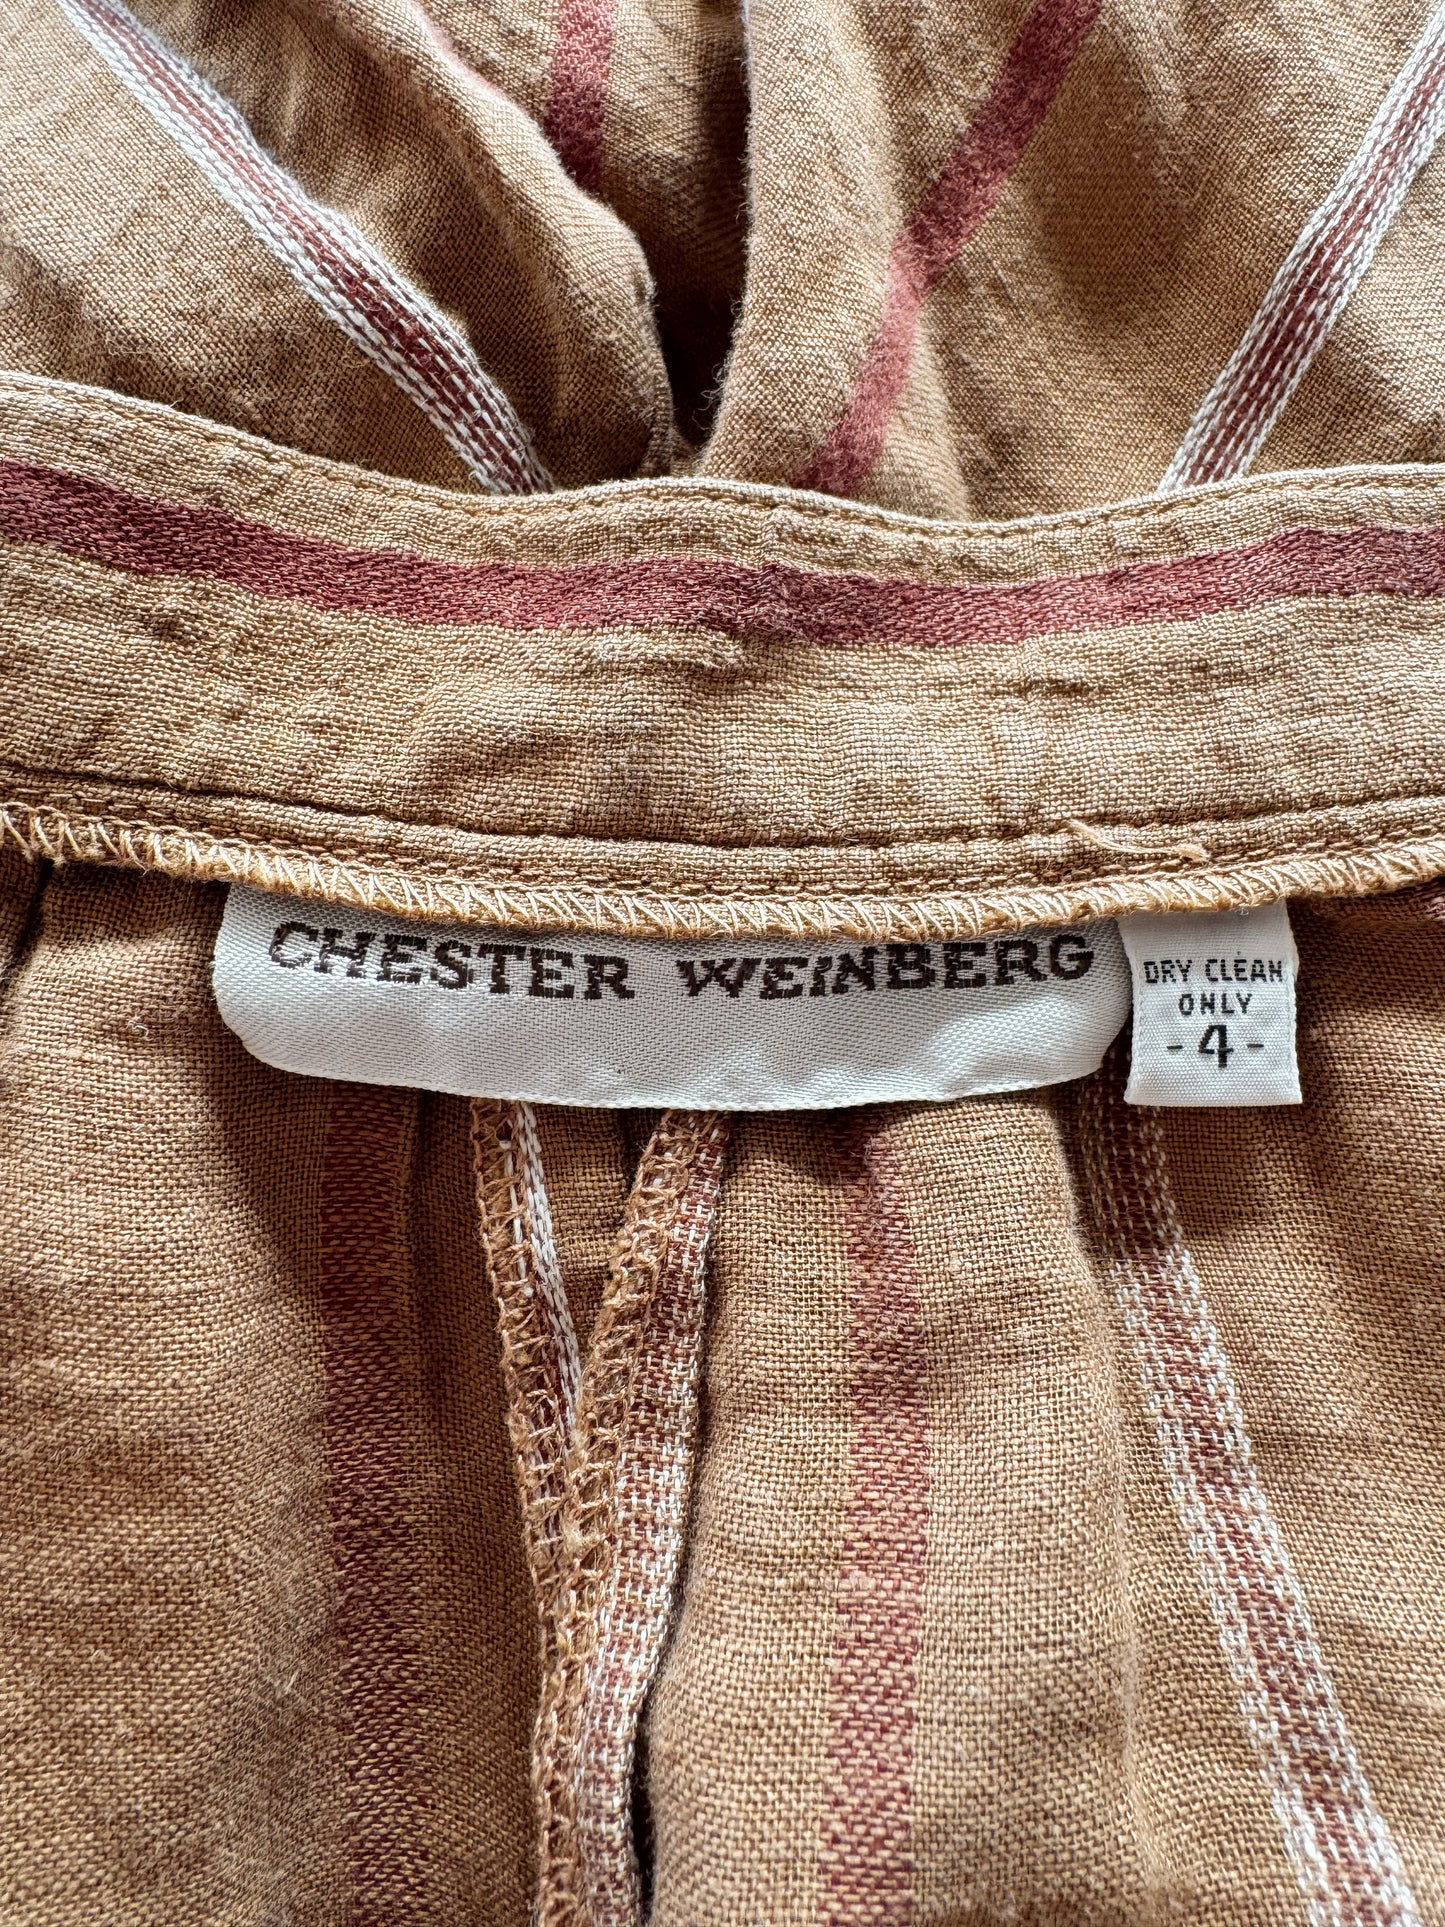 CHESTER WEINBERG
DRY CLEAN
ONLY
- 4 -